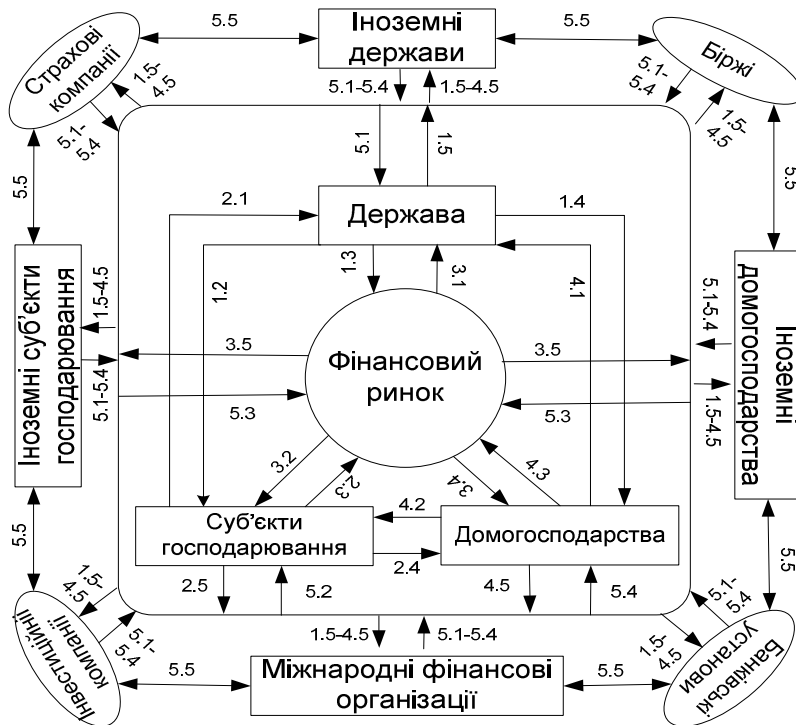 5.5
Іноземні
держави
5.5
Страхові
компанії
Біржі
1.5-
4.5
5.1-
5.4
5.1-5.4
1.5-4.5
5.1-
5.4
1.5-
4.5
5.1
1.5
5.5
5.5
2.1
Держава
1.4
1.2
1.3
3.1
4.1
Іноземні суб’єкти
господарювання
1.5-4.5
5.1-5.4
3.5
Фінансовий
ринок
3.5
5.3
5.3
5.1-5.4
1.5-4.5
Іноземні
домогосподарства
3.2
2.3
3.4
4.3
4.2
Суб’єкти
господарювання
Домогосподарства
2.4
2.5
5.2
4.5
5.4
5.5
5.5
1.5-
4.5
5.1-
5.4
1.5-4.5
5.1-5.4
1.5-
4.5
5.1-
5.4
Інвестиційні
компанії
5.5
Міжнародні фінансові
організації
5.5
Банківські
установи